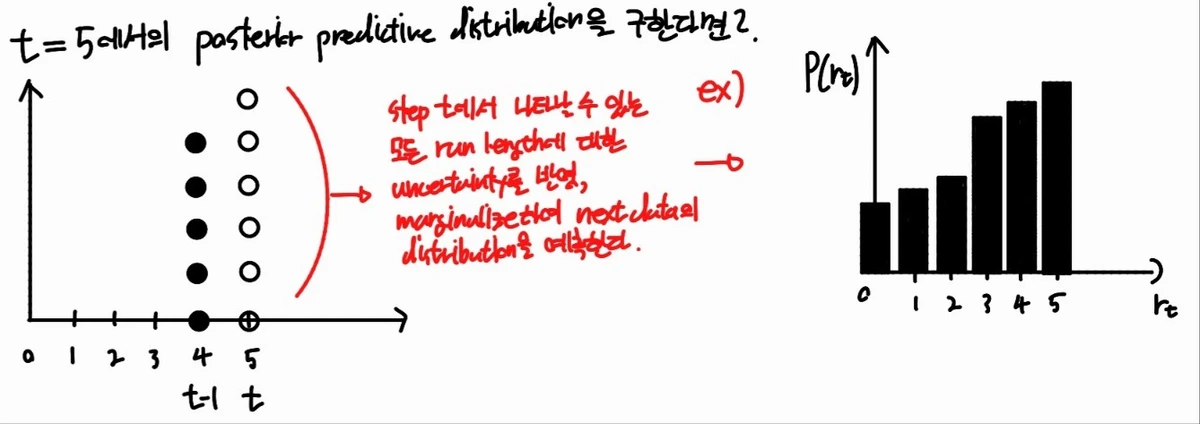 t=5에서의 posterior predictive distribution을 구한다면?
step t에서 나타날 수 있는
모든 run length에 대한
uncertainty를 반영,
marginalize하여 next data의
distribution을 예측한다.
ex)
P(rt)
0 1 2 3 4 5
t-1 t
0 1 2 3 4 5
rt